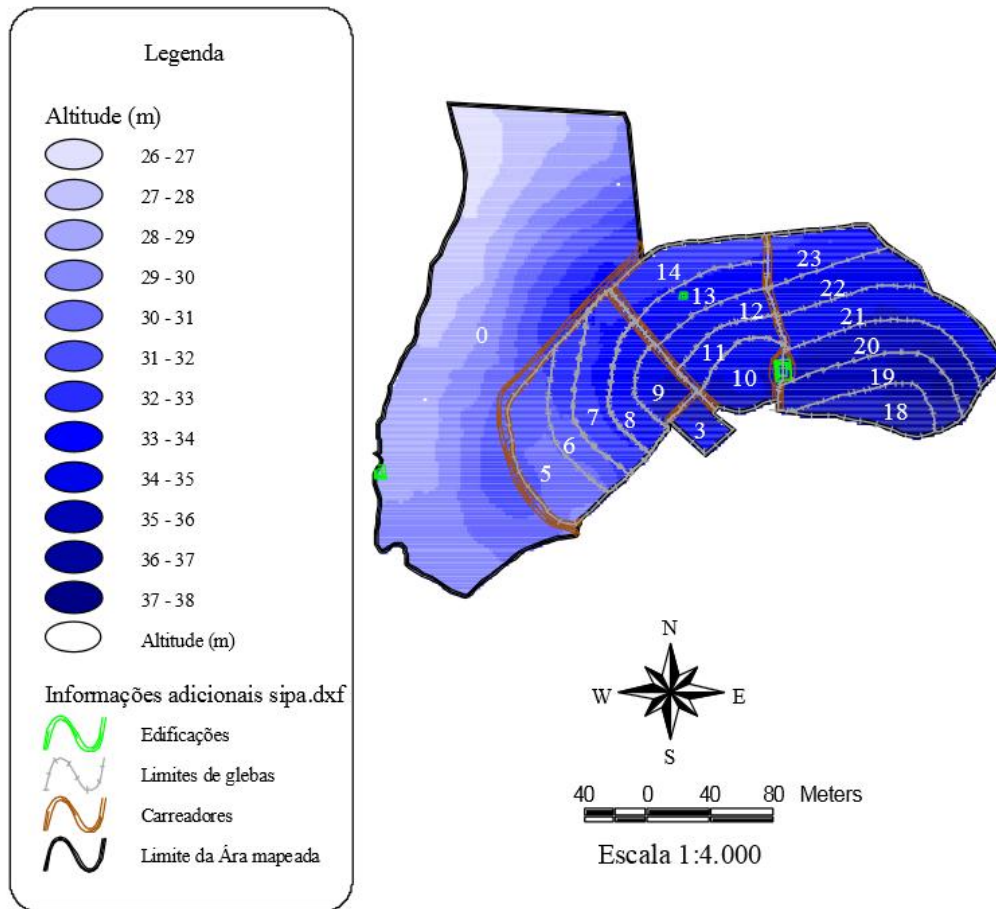 Legenda
Altitude (m)
26 - 27
27 - 28
28 - 29
29 - 30
30 - 31
31 - 32
32 - 33
33 - 34
34 - 35
35 - 36
36 - 37
37 - 38
Altitude (m)
Informações adicionais sipa.dxf
Edificações
Limites de glebas
Carreadores
Limite da Ára mapeada
0
14
13
12
11
10
9
8
7
6
5
3
23
22
21
20
19
18
N
W
E
S
40 0 40 80 Meters
Escala 1:4.000